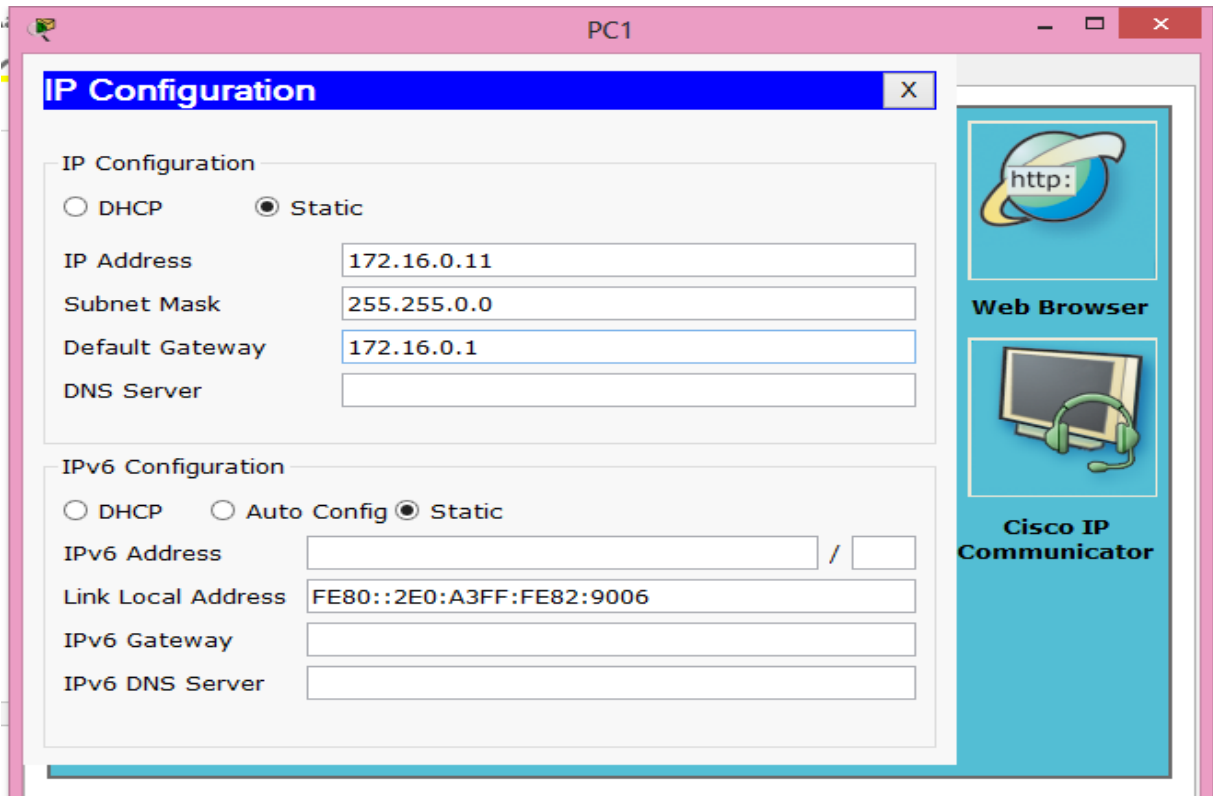 PC1
IP Configuration
X
IP Configuration
DHCP
Static
IP Address
172.16.0.11
Subnet Mask
255.255.0.0
Default Gateway
172.16.0.1
DNS Server
IPv6 Configuration
DHCP
Auto Config
Static
IPv6 Address
/
Link Local Address
FE80::2E0:A3FF:FE82:9006
IPv6 Gateway
IPv6 DNS Server
http:
Web Browser
Cisco IP
Communicator